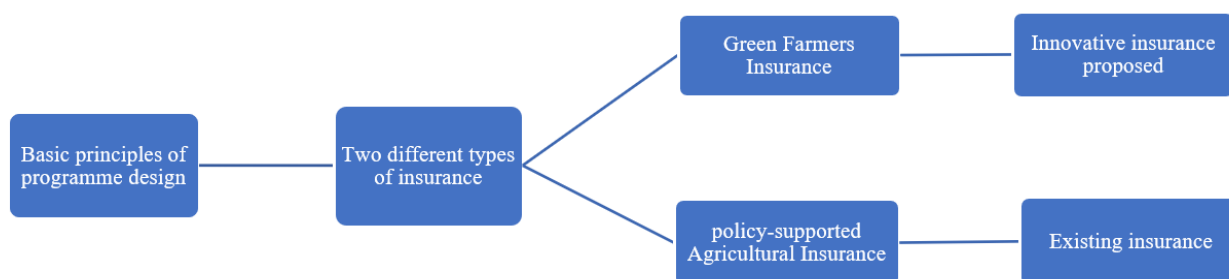 Basic principles of
programme design
Two different types
of insurance
Green Farmers
Insurance
Innovative insurance
proposed
policy-supported
Agricultural Insurance
Existing insurance